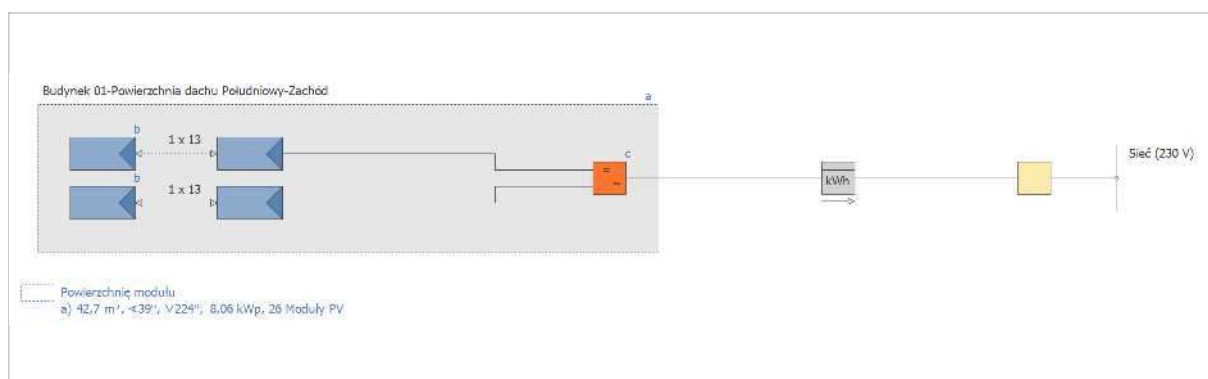 Budynek 01-Powierzchnia dachu Południowy-Zachód
a
b
1 x 13
c
=
~
b
1 x 13
kWh
Sieć (230 V)
Powierzchnię modułu
a) 42,7 m², ∢39°, ∨224°, 8,06 kWp, 26 Moduły PV